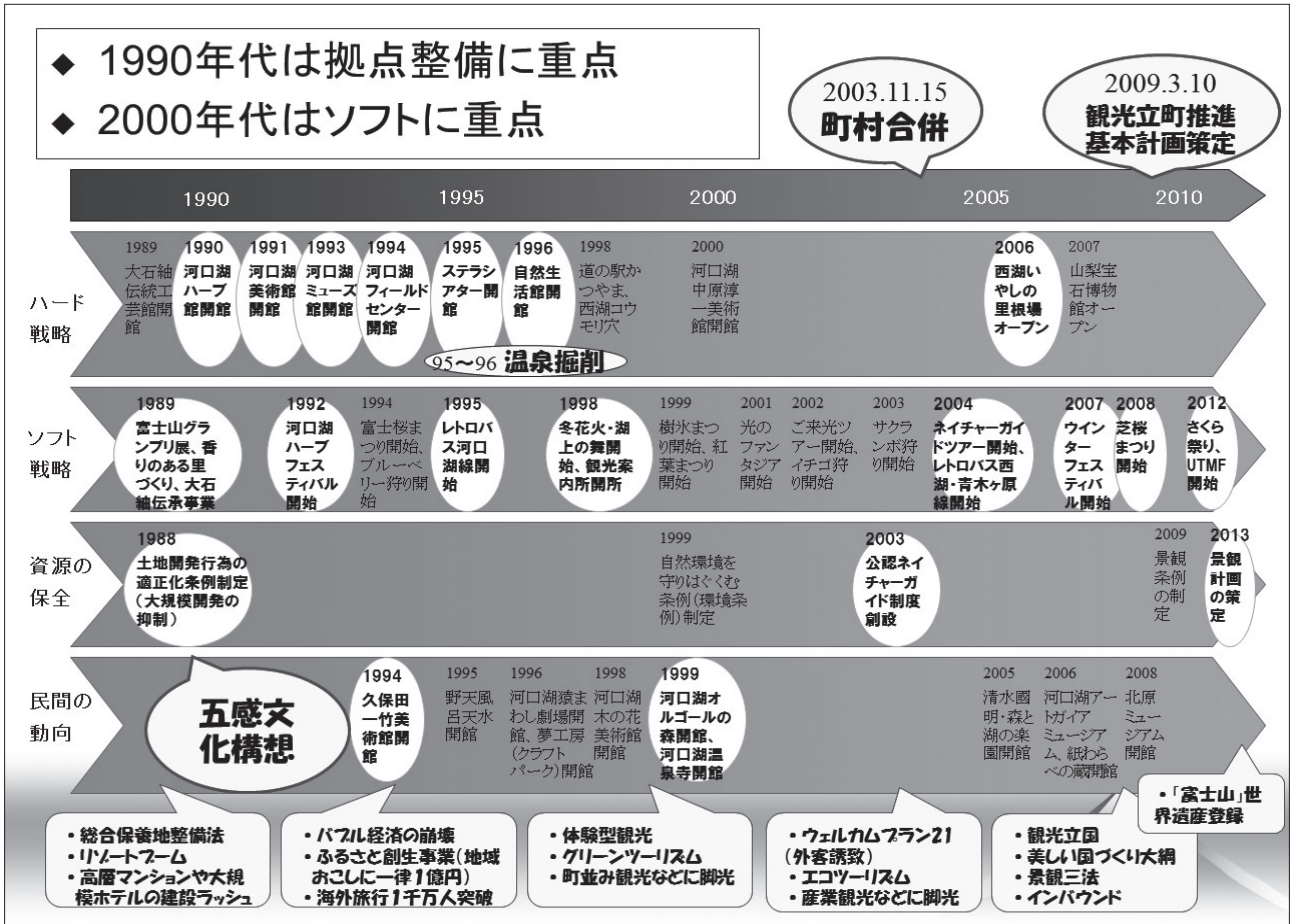 ◆ 1990年代は拠点整備に重点
◆ 2000年代はソフトに重点
2003.11.15
町村合併
2009.3.10
観光立町推進
基本計画策定
1990
1995
2000
2005
2010
ハード
戦略
1989
大石紬
伝統工
芸館開
館
1990
河口湖
ハーブ
館開館
1991
河口湖
美術館
開館
1993
河口湖
ミューズ
館開館
1994
河口湖
フィールド
センター
開館
1995
ステラシ
アター開
館
1996
自然生
活館開
館
95～96 温泉掘削
1998
道の駅か
つやま、
西湖コウ
モリ穴
2000
河口湖
中原淳
一美術
館開館
2006
西湖い
やしの
里根場
オープン
2007
山梨宝
石博物
館オー
プン
ソフト
戦略
1989
富士山グラ
ンプリ展、香
りのある里
づくり、大石
紬伝承事業
1992
河口湖
ハーブ
フェス
ティバル
開始
1994
富士桜ま
つり開始、
ブルーベ
リー狩り開
始
1995
レトロバ
ス河口
湖線開
始
1998
冬花火・湖
上の舞開
始、観光案
内所開所
1999
樹氷まつ
り開始、紅
葉まつり
開始
2001
光の
ファン
タジア
開始
2002
ご来光ツ
アー開始、
イチゴ狩
り開始
2003
サクラ
ンボ狩
り開始
2004
ネイチャーガイ
ドツアー開始、
レトロバス西
湖・青木ヶ原
線開始
2007
ウイン
ター
フェス
ティバ
ル開始
2008
芝桜
まつり
開始
2012
さくら
祭り、
UTMF
開始
資源の
保全
1988
土地開発行為の
適正化条例制定
（大規模開発の
抑制）
1999
自然環境を
守りはぐくむ
条例（環境条
例）制定
2003
公認ネイ
チャーガ
イド制度
創設
2009
景観
条例
の制
定
2013
景観
計画
の策
定
民間の
動向
五感文
化構想
1994
久保田
一竹美
術館開
館
1995
野天風
呂天水
開館
1996
河口湖猿ま
わし劇場開
館、夢工房
（クラフト
パーク）開館
1998
河口湖
木の花
美術館
開館
1999
河口湖オ
ルゴールの
森開館、
河口湖温
泉寺開館
2005
清水國
明・森と
湖の楽
園開館
2006
河口湖アー
トガイア
ミュージア
ム、紙わら
べの蔵開館
2008
北原
ミュー
ジアム
開館
・総合保養地整備法
・リゾートブーム
・高層マンションや大規
模ホテルの建設ラッシュ
・バブル経済の崩壊
・ふるさと創生事業（地域
おこしに一律1億円）
・海外旅行1千万人突破
・体験型観光
・グリーンツーリズム
・町並み観光などに脚光
・ウェルカムプラン21
（外客誘致）
・エコツーリズム
・産業観光などに脚光
・観光立国
・美しい国づくり大綱
・景観三法
・インバウンド
・「富士山」世
界遺産登録